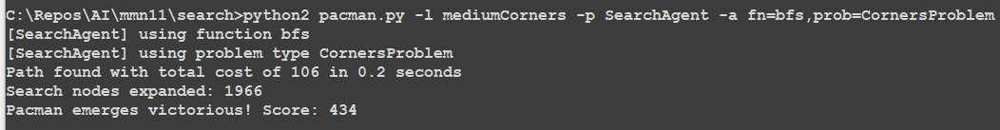 C:\Repos\AI\mmn11\search>python2 pacman.py -l mediumCorners -p SearchAgent -a fn=bfs,prob=CornersProblem
[SearchAgent] using function bfs
[SearchAgent] using problem type CornersProblem
Path found with total cost of 106 in 0.2 seconds
Search nodes expanded: 1966
Pacman emerges victorious! Score: 434